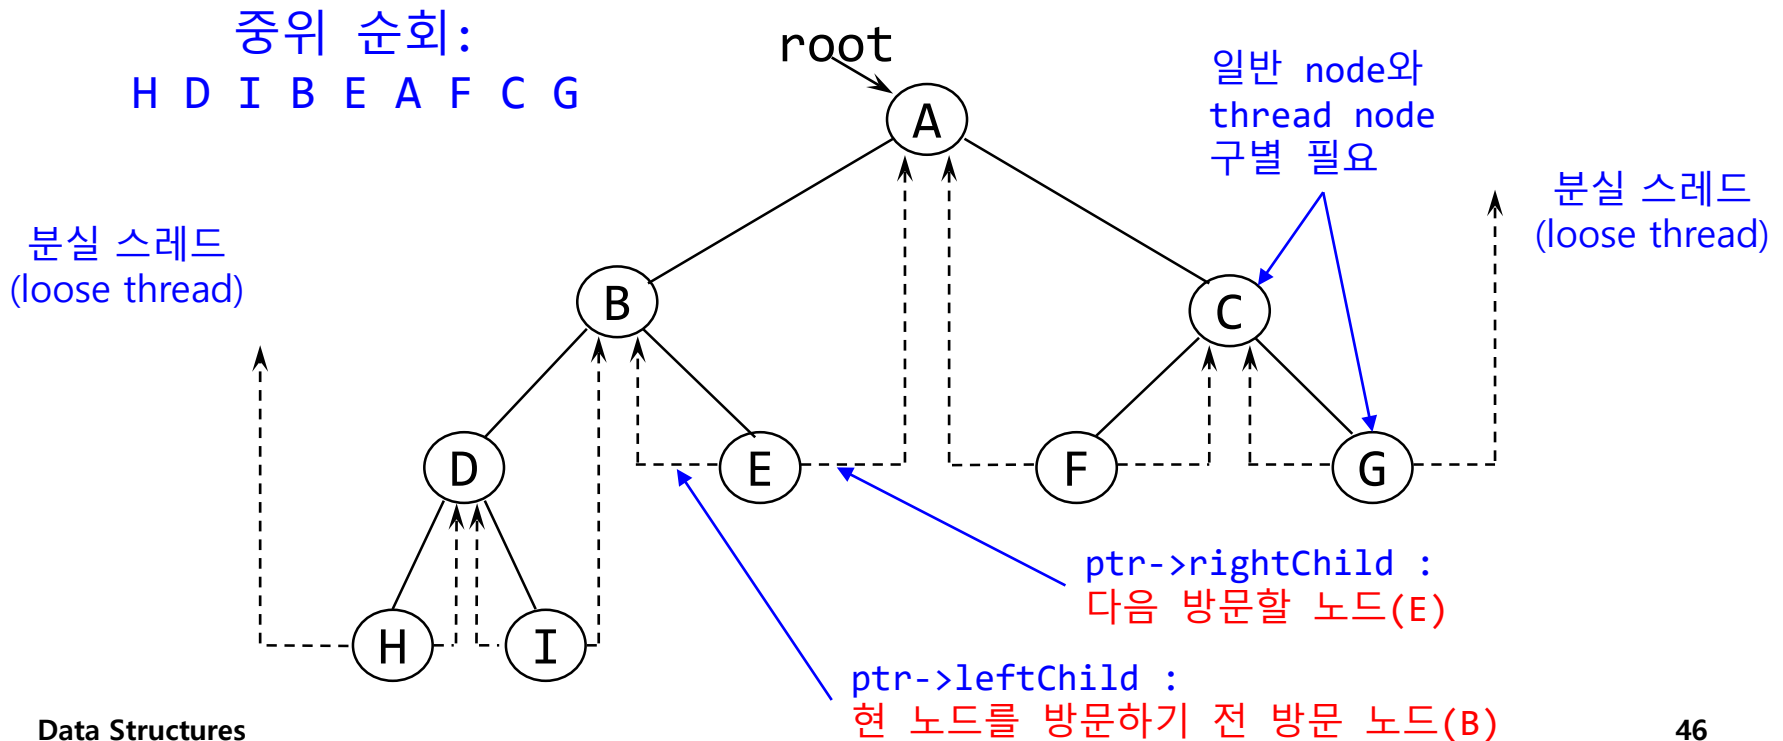 중위 순회:
H D I B E A F C G
root
일반 node와
thread node
구별 필요
분실 스레드
(loose thread)
분실 스레드
(loose thread)
A
B
C
D
E
F
G
H
I
ptr->rightChild :
다음 방문할 노드(E)
ptr->leftChild :
현 노드를 방문하기 전 방문 노드(B)
Data Structures
46